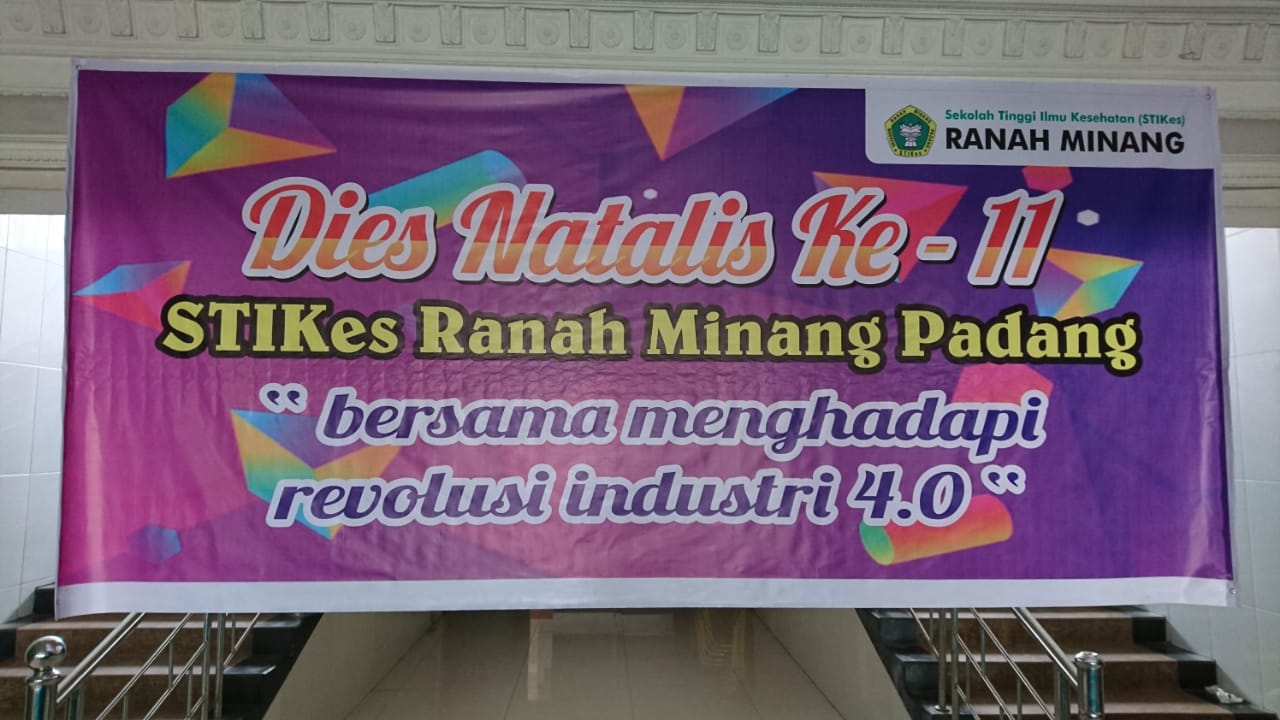 Sekolah Tinggi Ilmu Kesehatan (STIKes)
RANAH MINANG
Dies Natalis Ke - 11
STIKes Ranah Minang Padang
“ bersama menghadapi
revolusi industri 4.0 “